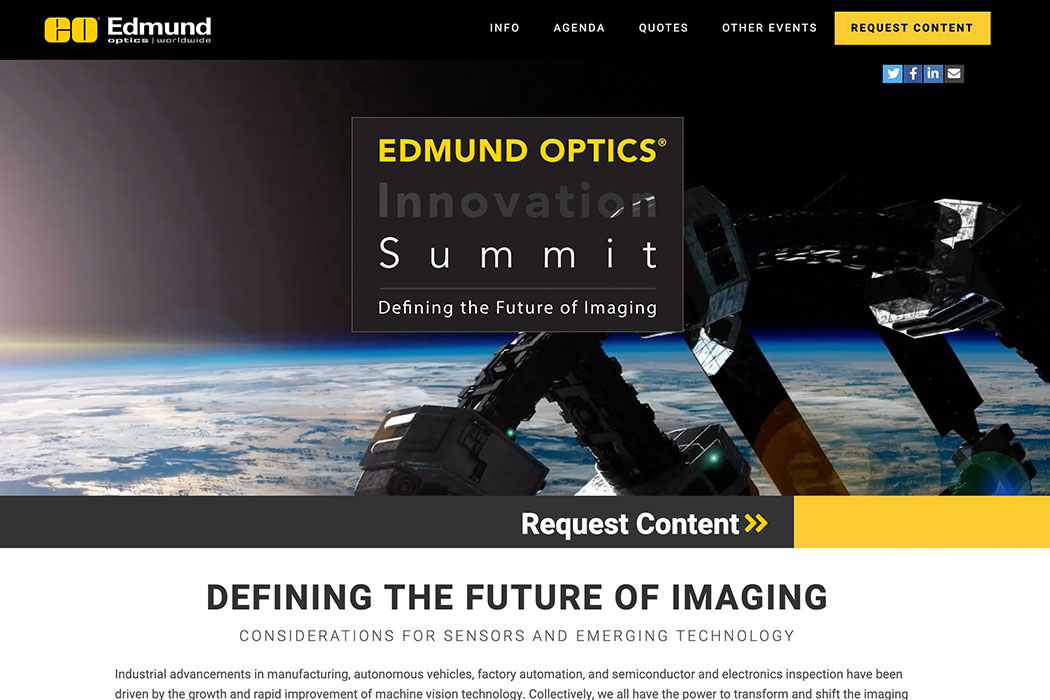 EO Edmund
optics | worldwide
INFO AGENDA QUOTES OTHER EVENTS REQUEST CONTENT
EDMUND OPTICS®
Innovation
Summit
Defining the Future of Imaging
Request Content
DEFINING THE FUTURE OF IMAGING
CONSIDERATIONS FOR SENSORS AND EMERGING TECHNOLOGY
Industrial advancements in manufacturing, autonomous vehicles, factory automation, and semiconductor and electronics inspection have been
driven by the growth and rapid improvement of machine vision technology. Collectively, we all have the power to transform and shift the imaging